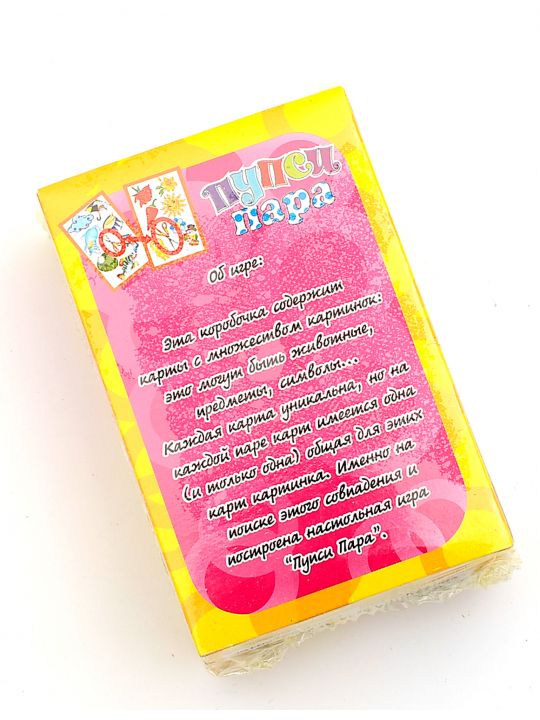 пупси
пара
Об игре:
Эта коробочка содержит
карты с множеством картинок:
это могут быть животные,
предметы, символы...
Каждая карта уникальна, но на
каждой паре карт имеется одна
(и только одна) общая для этих
карт картинка. Именно на
поиске этого совпадения и
построена настольная игра
"Пупси Пара".